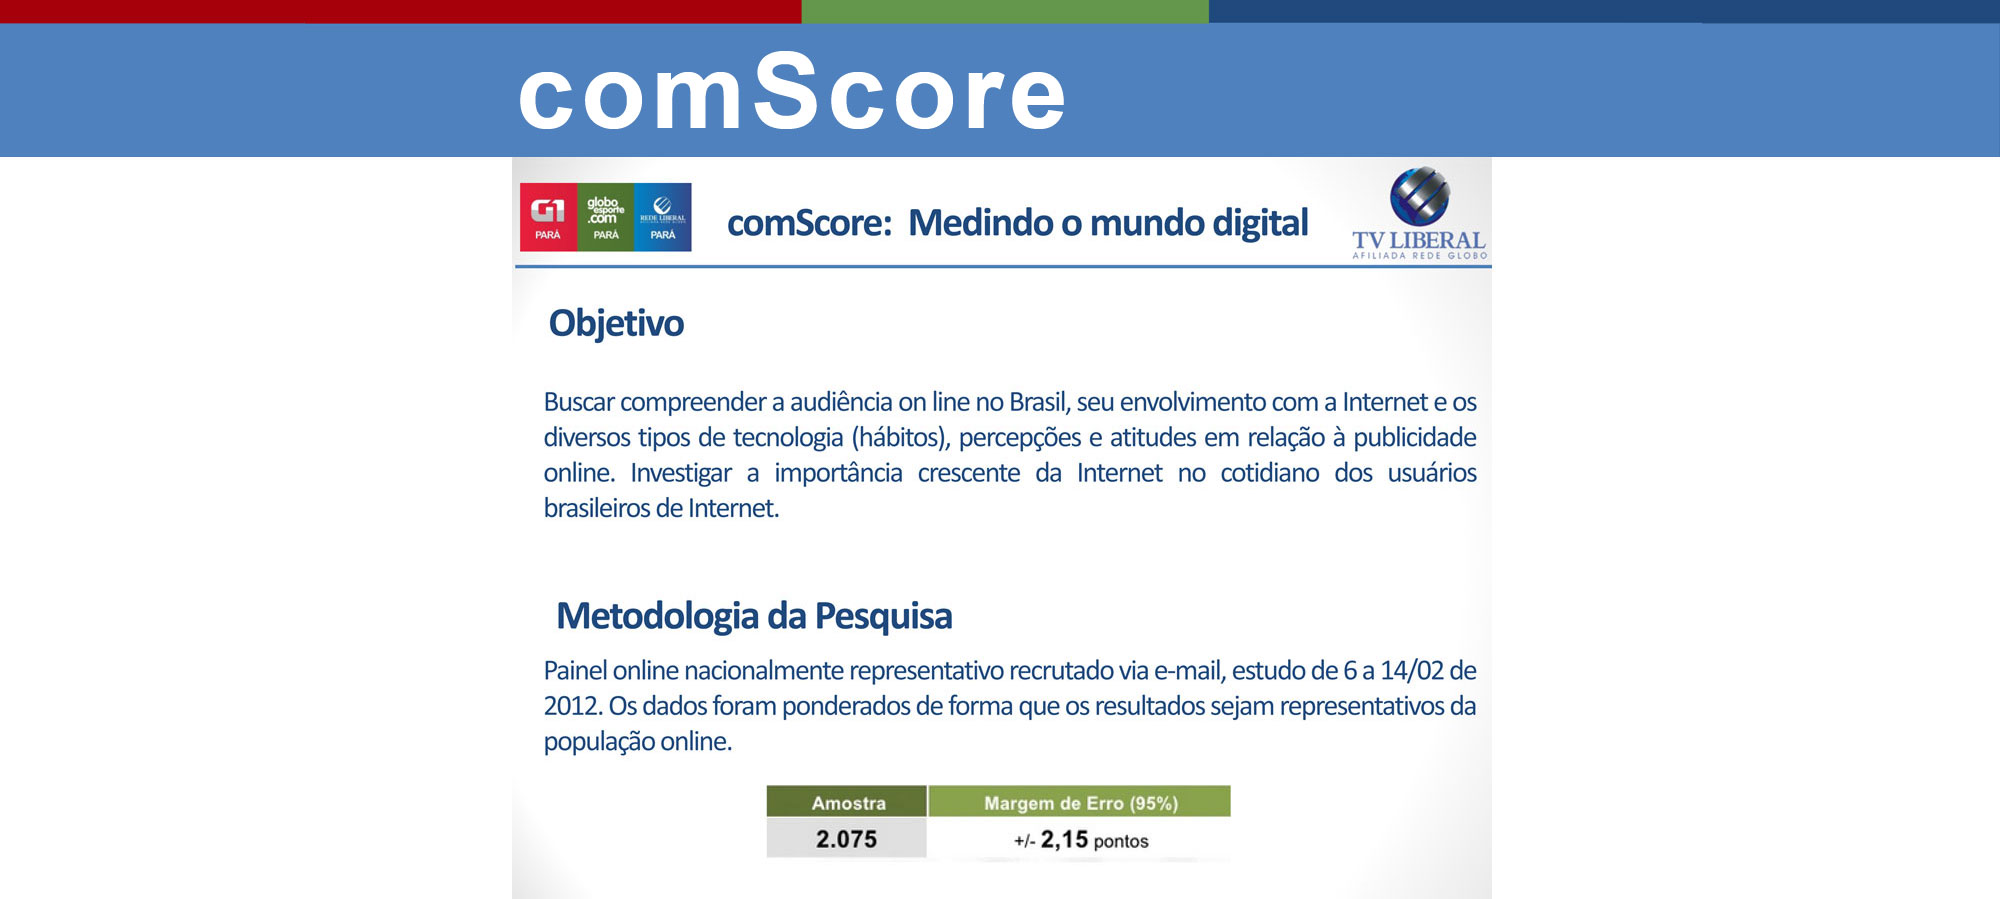 comScore
G1
PARÁ
globo
esporte
.com
PARÁ
REDE LIBERAL
PARÁ
comScore: Medindo o mundo digital
TV LIBERAL
AFILIADA REDE GLOBO
Objetivo
Buscar compreender a audiência on line no Brasil, seu envolvimento com a Internet e os
diversos tipos de tecnologia (hábitos), percepções e atitudes em relação à publicidade
online. Investigar a importância crescente da Internet no cotidiano dos usuários
brasileiros de Internet.
Metodologia da Pesquisa
Painel online nacionalmente representativo recrutado via e-mail, estudo de 6 a 14/02 de
2012. Os dados foram ponderados de forma que os resultados sejam representativos da
população online.
Amostra Margem de Erro (95%)
2.075 +/- 2,15 pontos